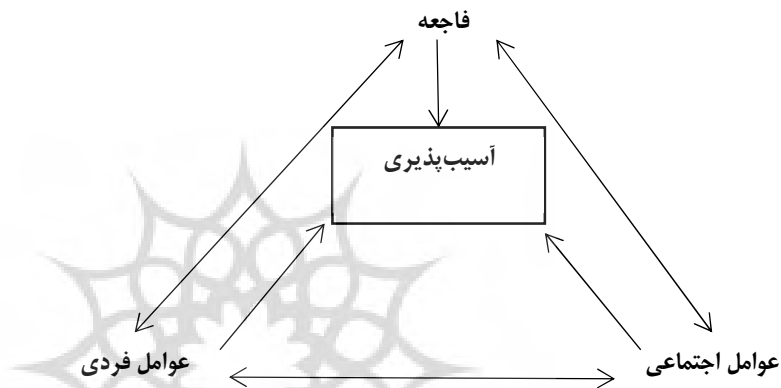 فاجعه
آسیب‌پذیری
عوامل اجتماعی
عوامل فردی